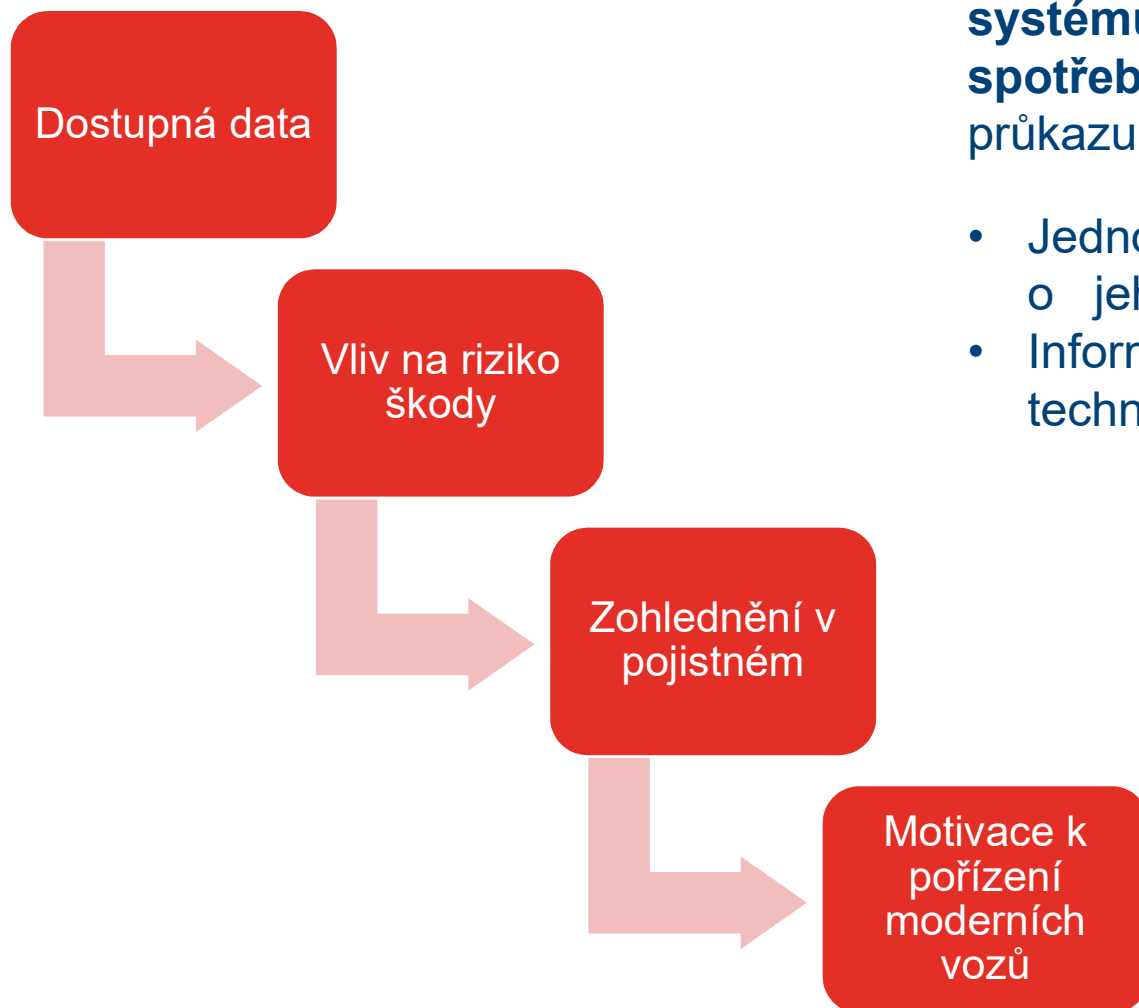 Dostupná data
Vliv na riziko
škody
Zohlednění v
pojistném
Motivace k
pořízení
moderních
vozů
systému
spotřeb
průkazu
• Jedno
o jeh
• Inform
techn